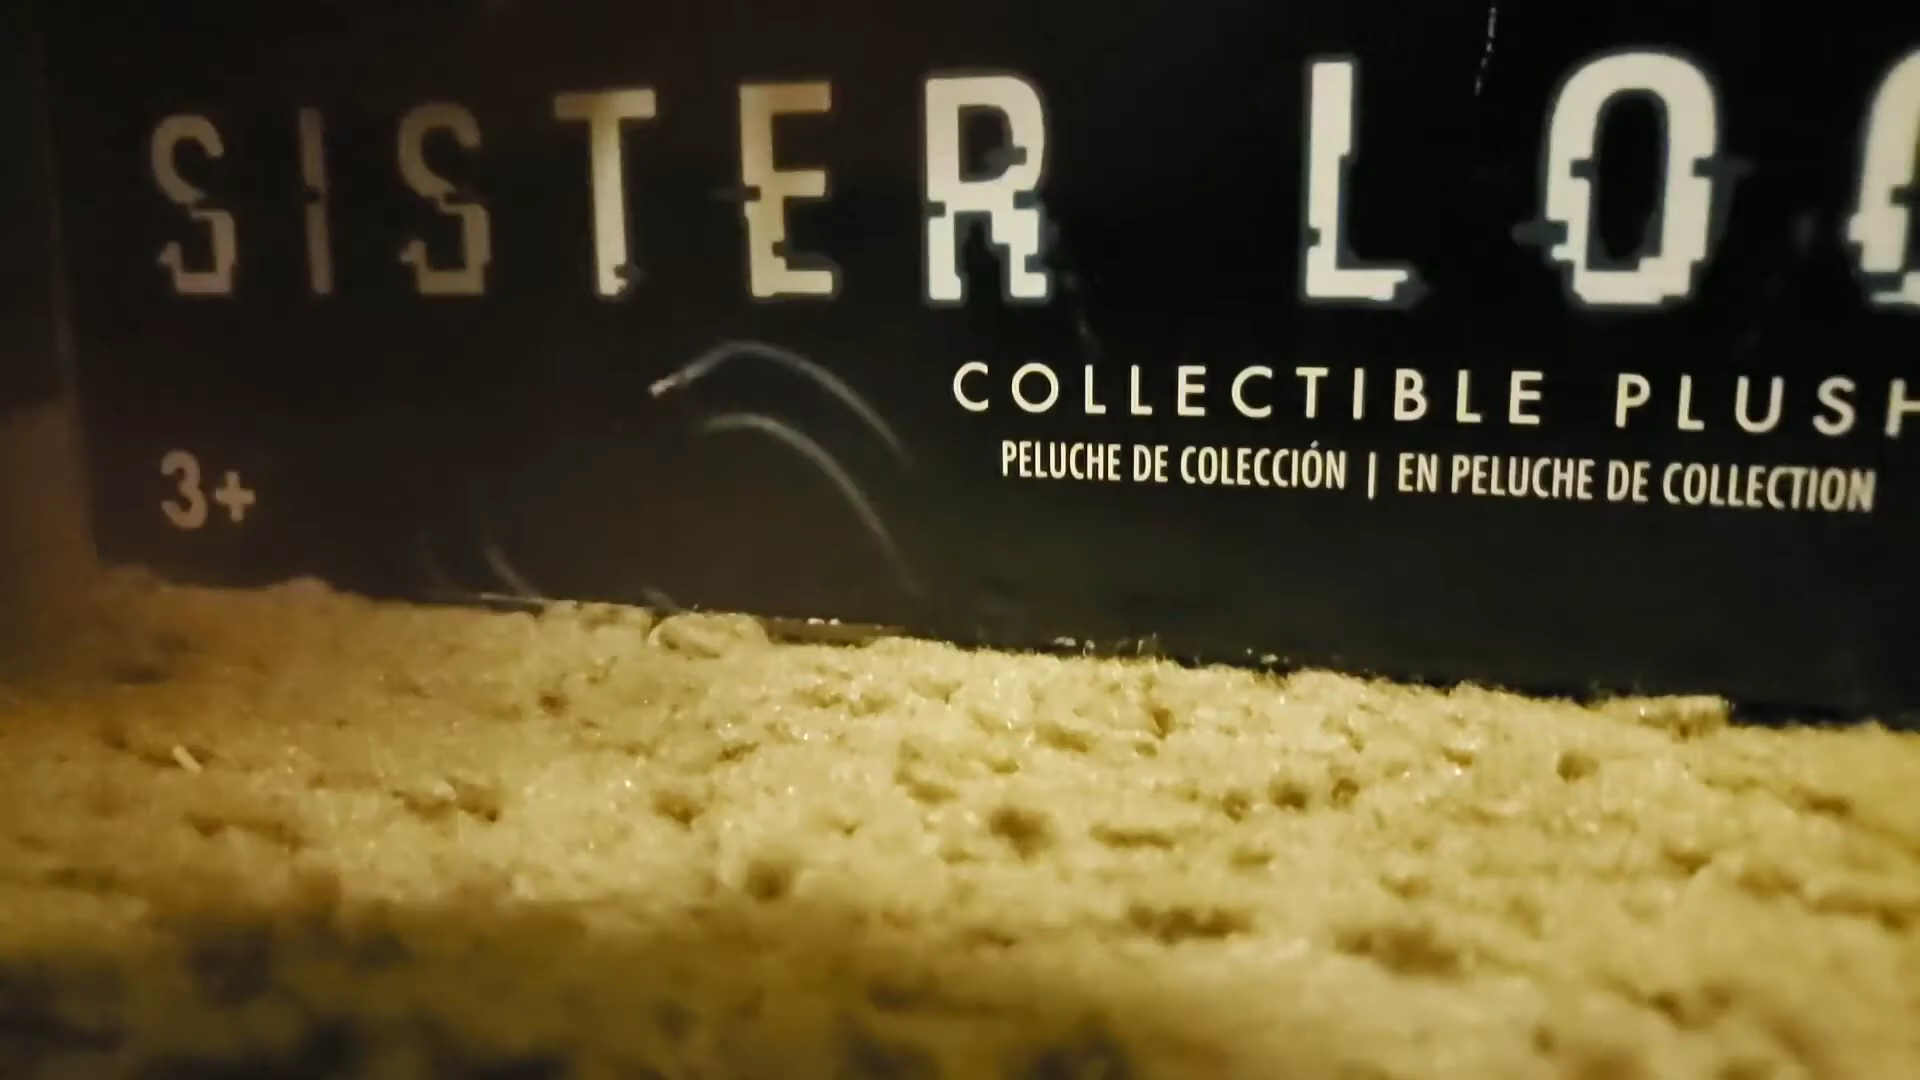 SISTER LO
COLLECTIBLE PLUSH
PELUCHE DE COLECCIÓN | EN PELUCHE DE COLLECTION
3+